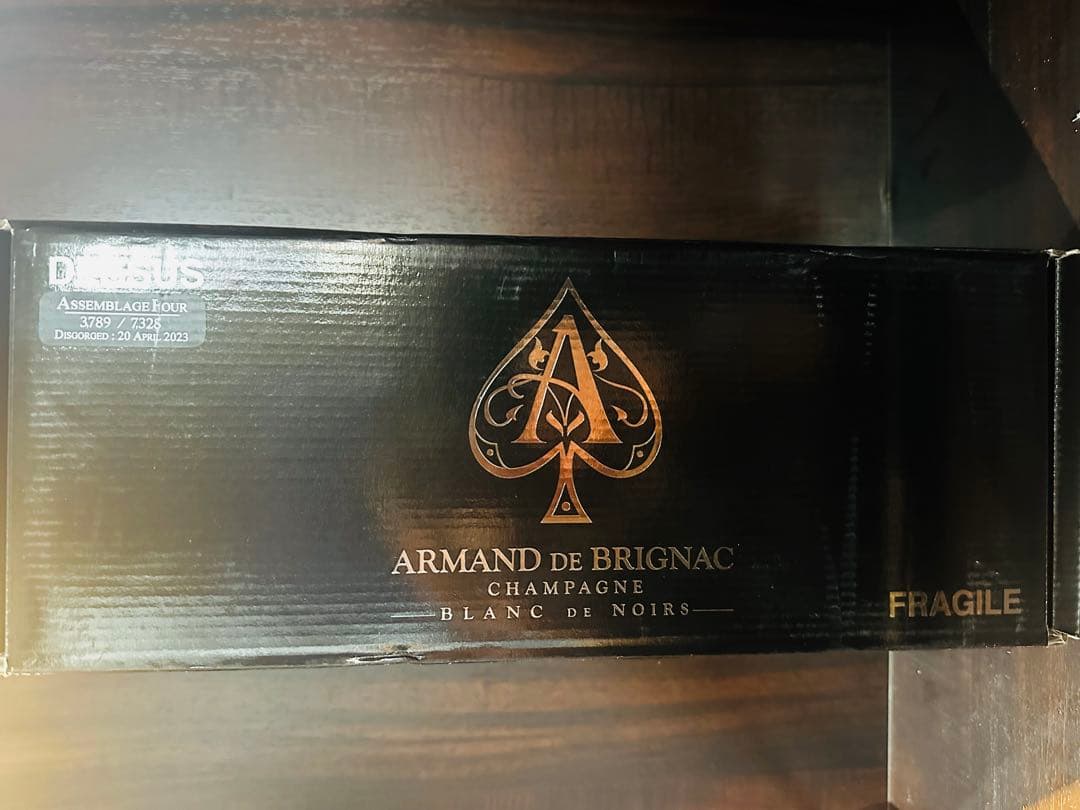 DESSUS
ASSEMBLAGE FOUR
3789 / 7328
DISGORGED : 20 APRIL 2023
A
ARMAND DE BRIGNAC
CHAMPAGNE
BLANC DE NOIRS
FRAGILE